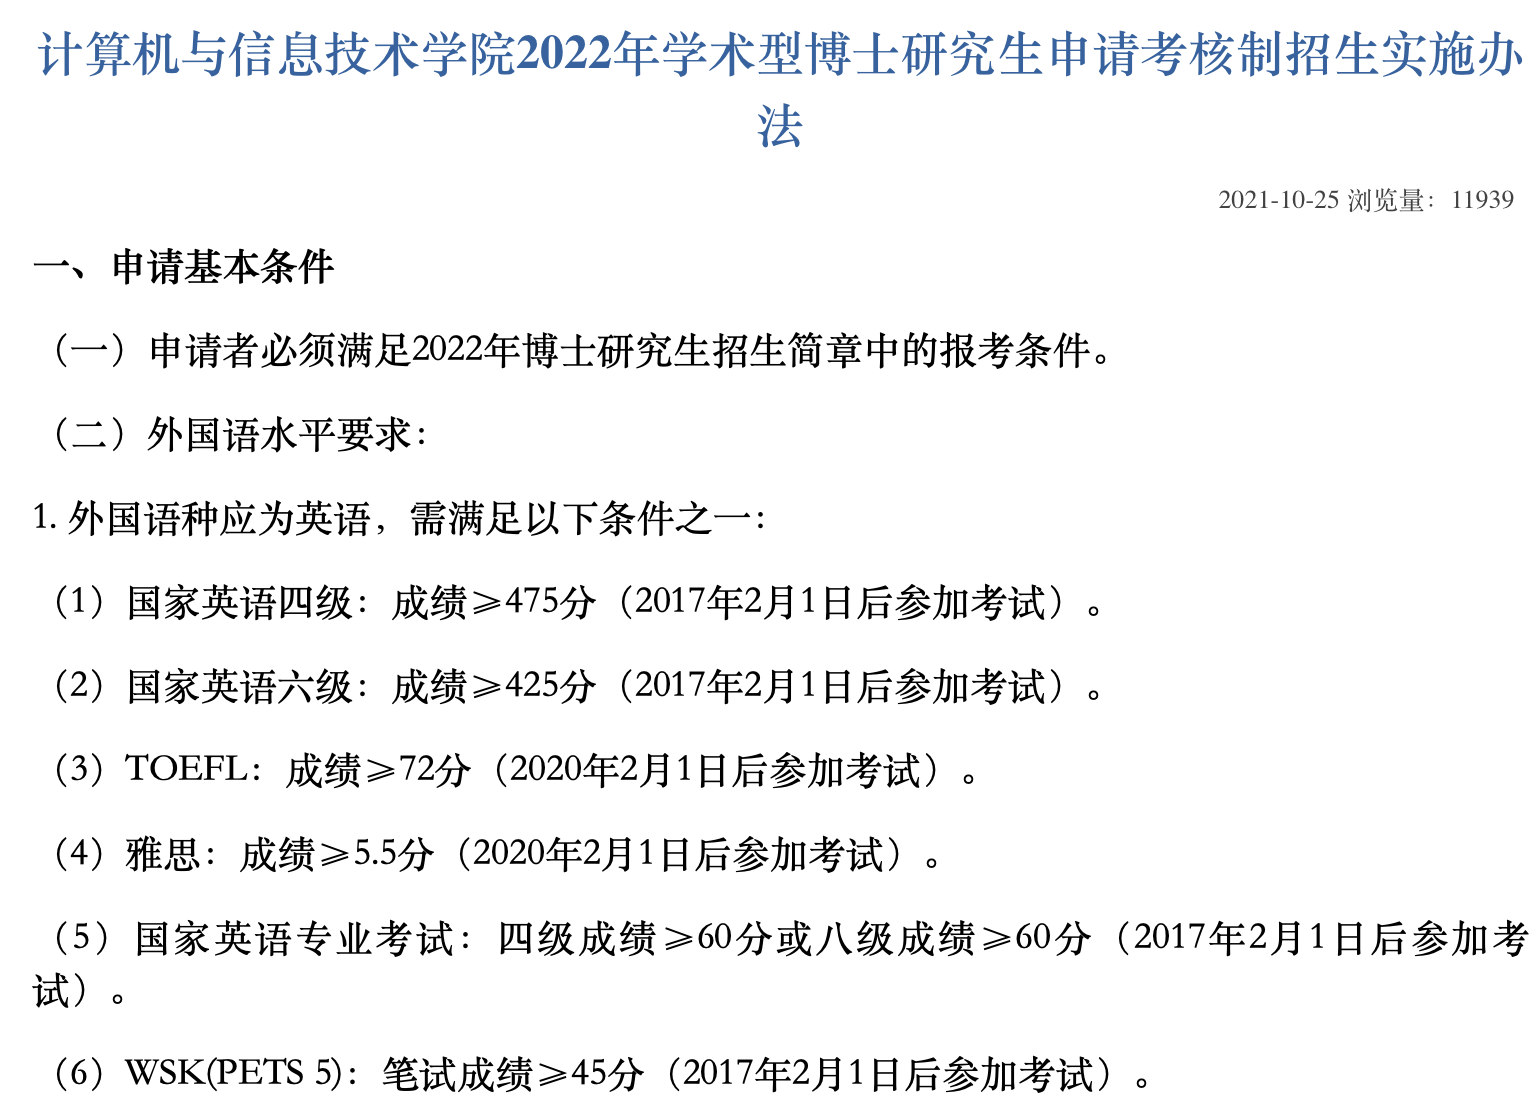 计算机与信息技术学院2022年学术型博士研究生申请考核制招生实施办
法
2021-10-25 浏览量：11939
一、申请基本条件
（一）申请者必须满足2022年博士研究生招生简章中的报考条件。
（二）外国语水平要求：
1. 外国语种应为英语，需满足以下条件之一：
（1）国家英语四级：成绩≥475分（2017年2月1日后参加考试）。
（2）国家英语六级：成绩≥425分（2017年2月1日后参加考试）。
（3）TOEFL：成绩≥72分（2020年2月1日后参加考试）。
（4）雅思：成绩≥5.5分（2020年2月1日后参加考试）。
（5）国家英语专业考试：四级成绩≥60分或八级成绩≥60分（2017年2月1日后参加考
试）。
（6）WSK(PETS 5)：笔试成绩≥45分（2017年2月1日后参加考试）。